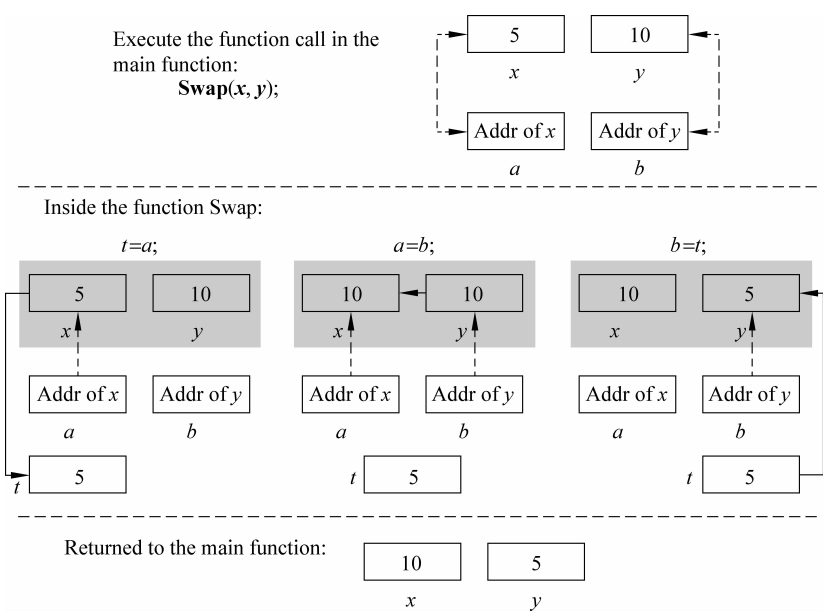 Execute the function call in the
main function:
Swap(x, y);
5 10
x y
Addr of x Addr of y
a b
Inside the function Swap:
t=a; a=b; b=t;
5 10 10 10 10 5
x y x y x y
Addr of x Addr of y Addr of x Addr of y Addr of x Addr of y
a b a b a b
t 5 t 5 t 5
Returned to the main function: 10 5
x y